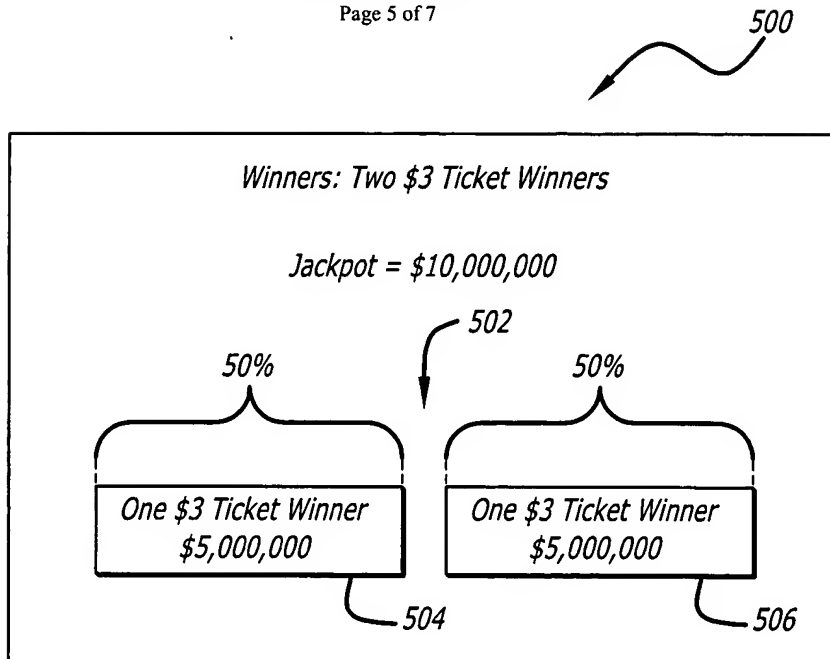 Page 5 of 7
500
Winners: Two $3 Ticket Winners
Jackpot = $10,000,000
502
50%
50%
One $3 Ticket Winner
$5,000,000
One $3 Ticket Winner
$5,000,000
504
506